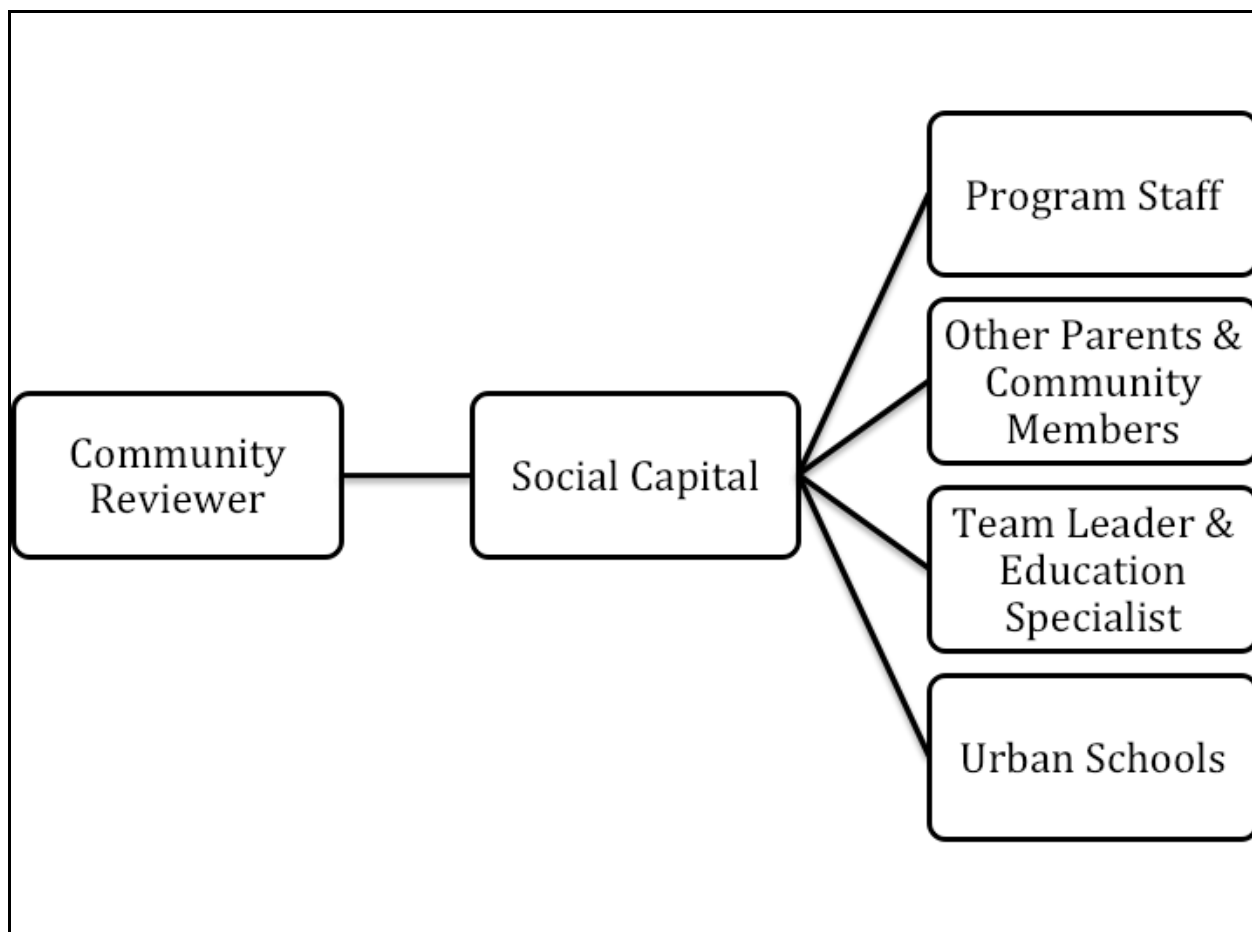 Community
Reviewer
Social Capital
Program Staff
Other Parents &
Community
Members
Team Leader &
Education
Specialist
Urban Schools